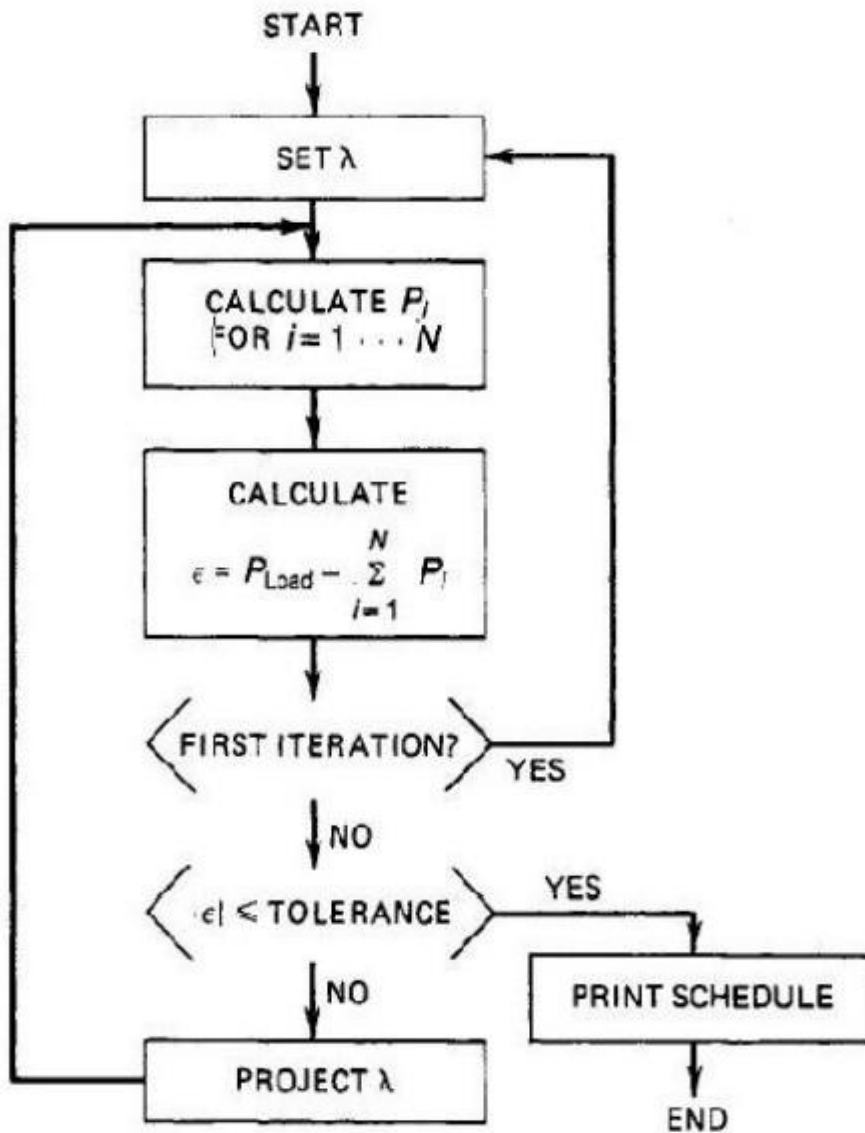 START
SET λ
CALCULATE Pi
FOR i = 1 ··· N
CALCULATE
N
ϵ = PLoad − Σ Pi
i = 1
FIRST ITERATION?
YES
NO
|ϵ| ⩽ TOLERANCE
YES
NO
PRINT SCHEDULE
PROJECT λ
END